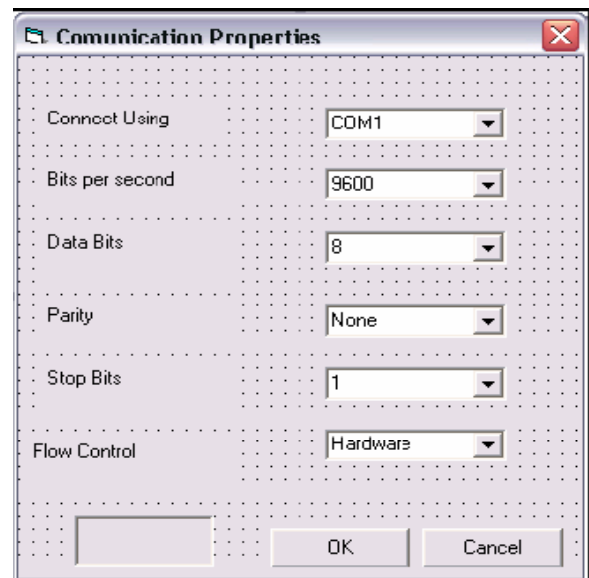 Comunication Properties
Connect Using COM1
Bits per second 9600
Data Bits 8
Parity None
Stop Bits 1
Flow Control Hardware
OK Cancel